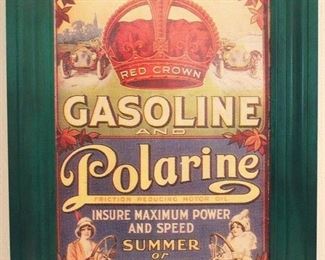 RED CROWN
GASOLINE
AND
Polarine
FRICTION REDUCING MOTOR OIL
INSURE MAXIMUM POWER
AND SPEED
SUMMER
OF